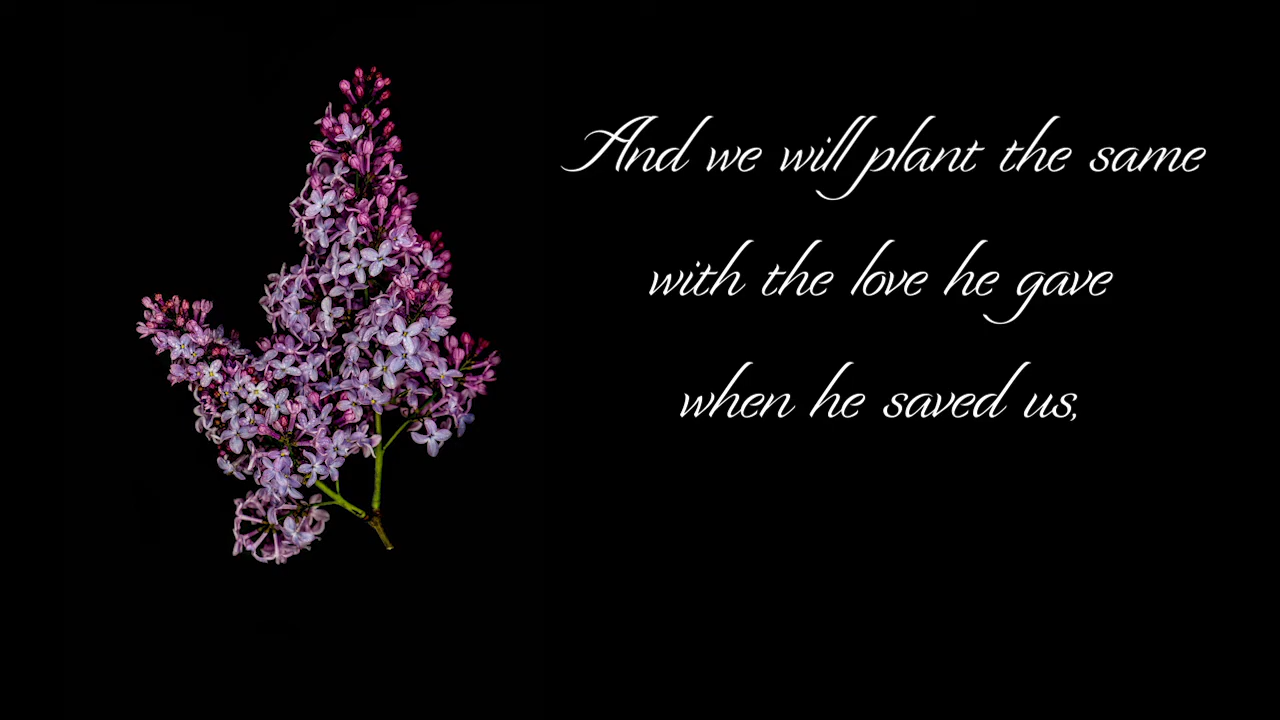 And we will plant the same
with the love he gave
when he saved us,